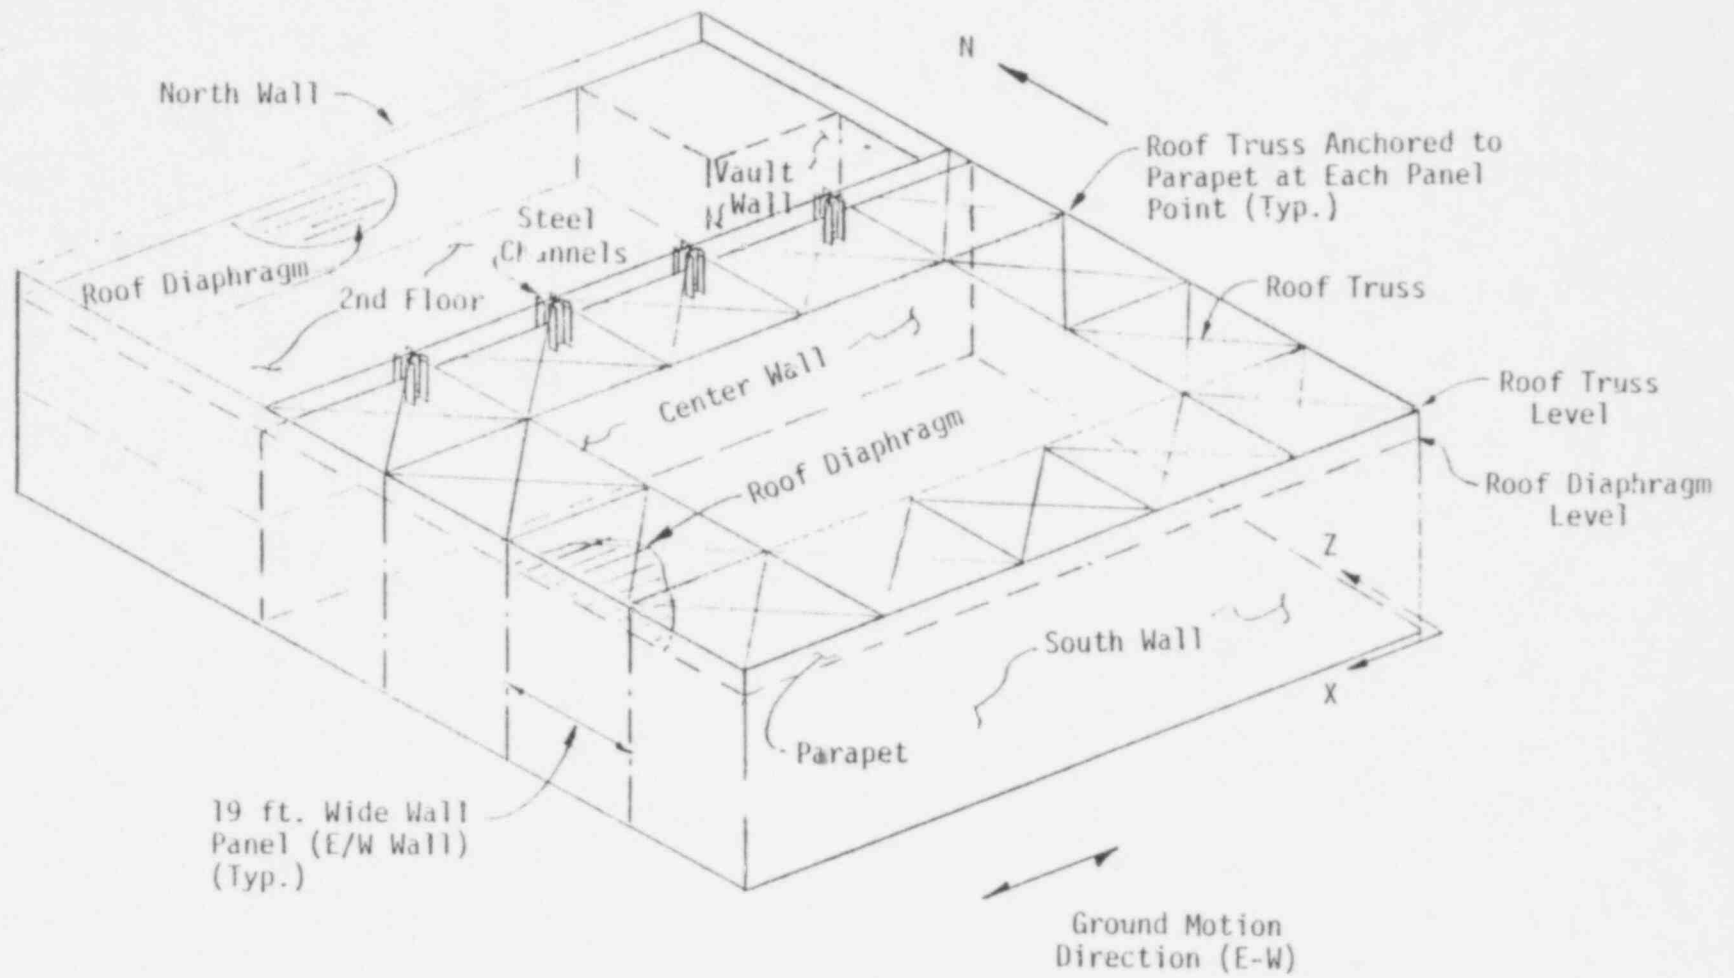 N
North Wall
Roof Truss Anchored to
Parapet at Each Panel
Point (Typ.)
Vault
Wall
Steel
Channels
Roof Diaphragm
2nd Floor
Roof Truss
Center Wall
Roof Truss
Level
Roof Diaphragm
Roof Diaphragm
Level
Z
South Wall
X
Parapet
19 ft. Wide Wall
Panel (E/W Wall)
(Typ.)
Ground Motion
Direction (E-W)